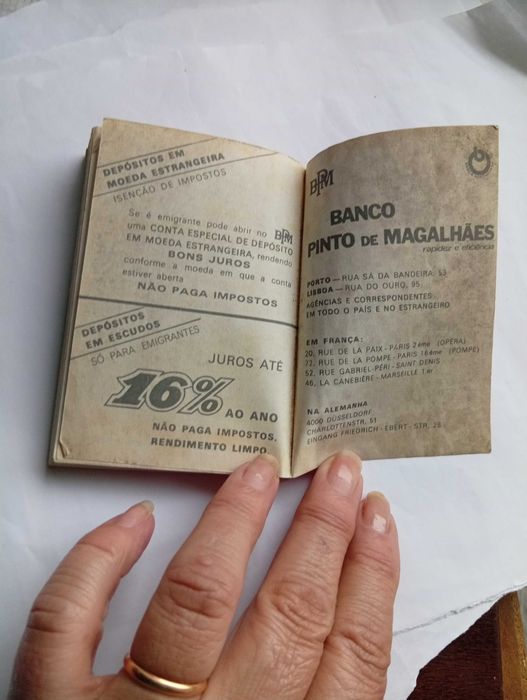 DEPÓSITOS EM
MOEDA ESTRANGEIRA
ISENÇÃO DE IMPOSTOS
Se é emigrante pode abrir no BPM
uma CONTA ESPECIAL DE DEPÓSITO
EM MOEDA ESTRANGEIRA, rendendo
BONS JUROS
conforme a moeda em que a conta
estiver aberta
NÃO PAGA IMPOSTOS
DEPÓSITOS
EM ESCUDOS
SÓ PARA EMIGRANTES
JUROS ATÉ
16%
AO ANO
NÃO PAGA IMPOSTOS.
RENDIMENTO LIMPO.
BPM
BANCO
PINTO DE MAGALHÃES
rapidez e eficiência
PORTO — RUA SÁ DA BANDEIRA, 53
LISBOA — RUA DO OURO, 95
AGÊNCIAS E CORRESPONDENTES
EM TODO O PAÍS E NO ESTRANGEIRO
EM FRANÇA:
20, RUE DE LA PAIX - PARIS 2ème (OPÉRA)
72, RUE DE LA POMPE - PARIS 16ème (POMPE)
52, RUE GABRIEL-PÉRI - SAINT DENIS
46, LA CANEBIÈRE - MARSEILLE 1er
NA ALEMANHA
4000 DÜSSELDORF
CHARLOTTENSTR, 51
EINGANG FRIEDRICH - EBERT - STR, 28